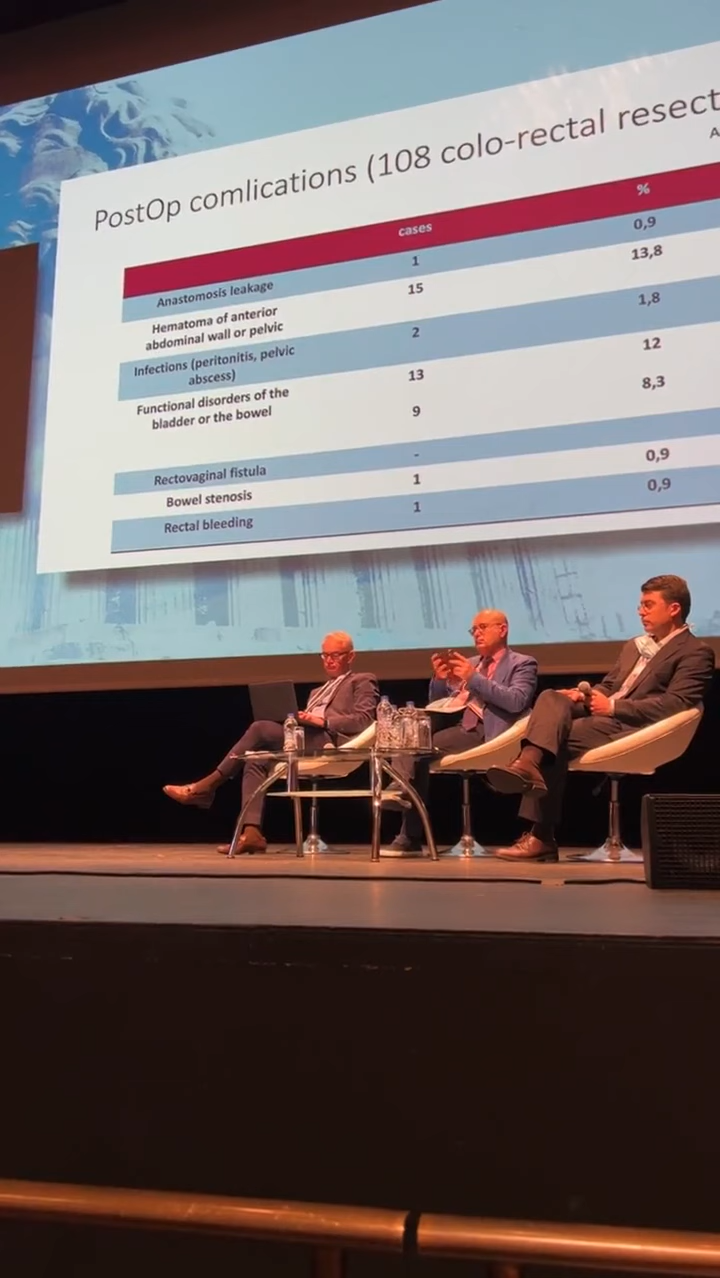 PostOp comlications (108 colo-rectal resect
A
cases %
Anastomosis leakage 1 0,9
Hematoma of anterior 15 13,8
abdominal wall or pelvic
Infections (peritonitis, pelvic 2 1,8
abscess)
Functional disorders of the 13 12
bladder or the bowel 9 8,3
Rectovaginal fistula -
Bowel stenosis 1 0,9
Rectal bleeding 1 0,9